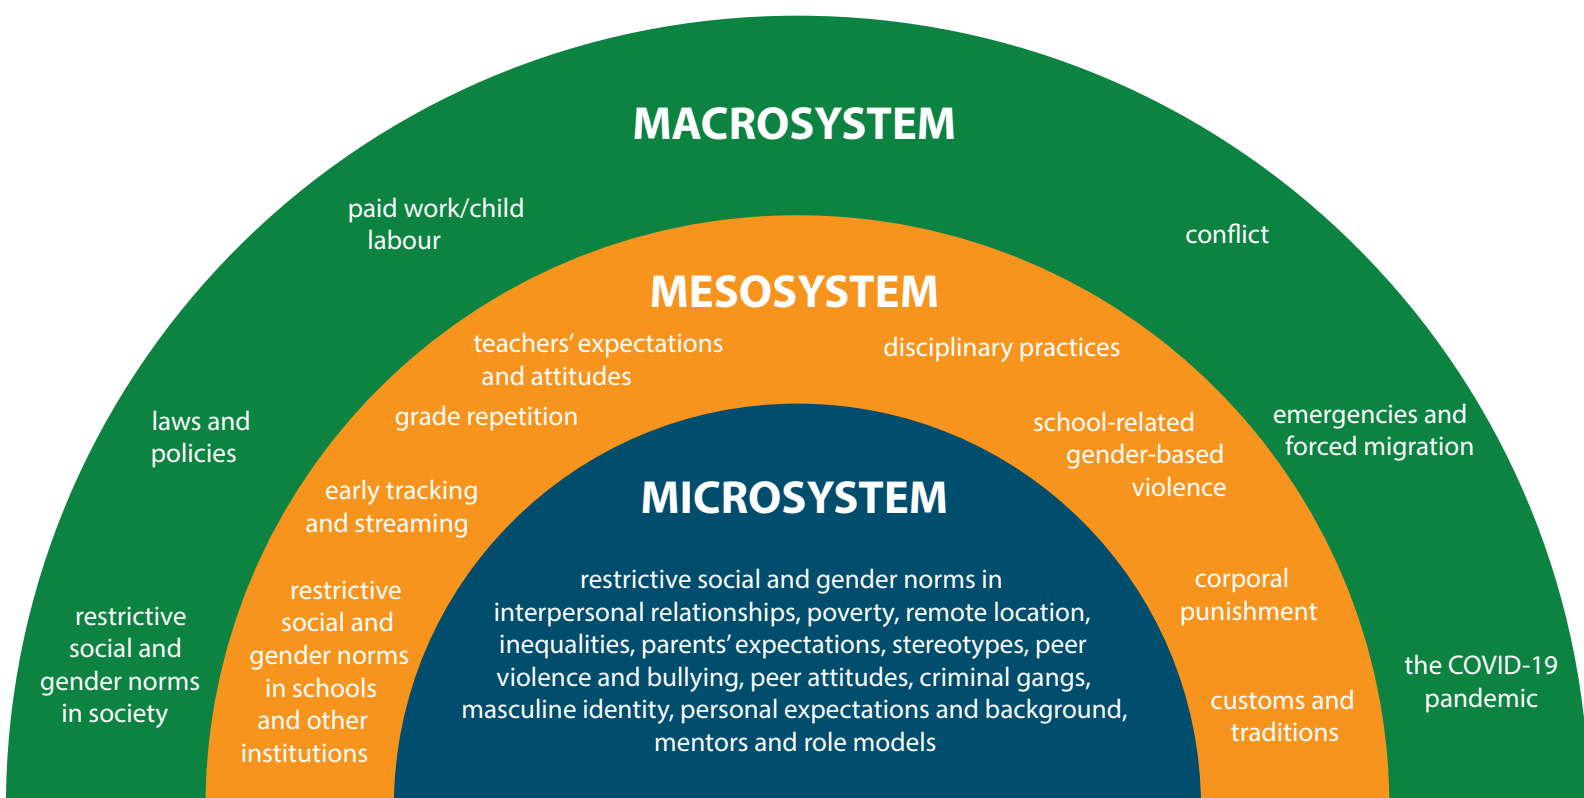 MACROSYSTEM
paid work/child
labour
conflict
laws and
policies
emergencies and
forced migration
restrictive
social and
gender norms
in society
the COVID-19
pandemic
MESOSYSTEM
teachers’ expectations
and attitudes
disciplinary practices
grade repetition
school-related
gender-based
violence
early tracking
and streaming
corporal
punishment
restrictive
social and
gender norms
in schools
and other
institutions
customs and
traditions
MICROSYSTEM
restrictive social and gender norms in
interpersonal relationships, poverty, remote location,
inequalities, parents’ expectations, stereotypes, peer
violence and bullying, peer attitudes, criminal gangs,
masculine identity, personal expectations and background,
mentors and role models